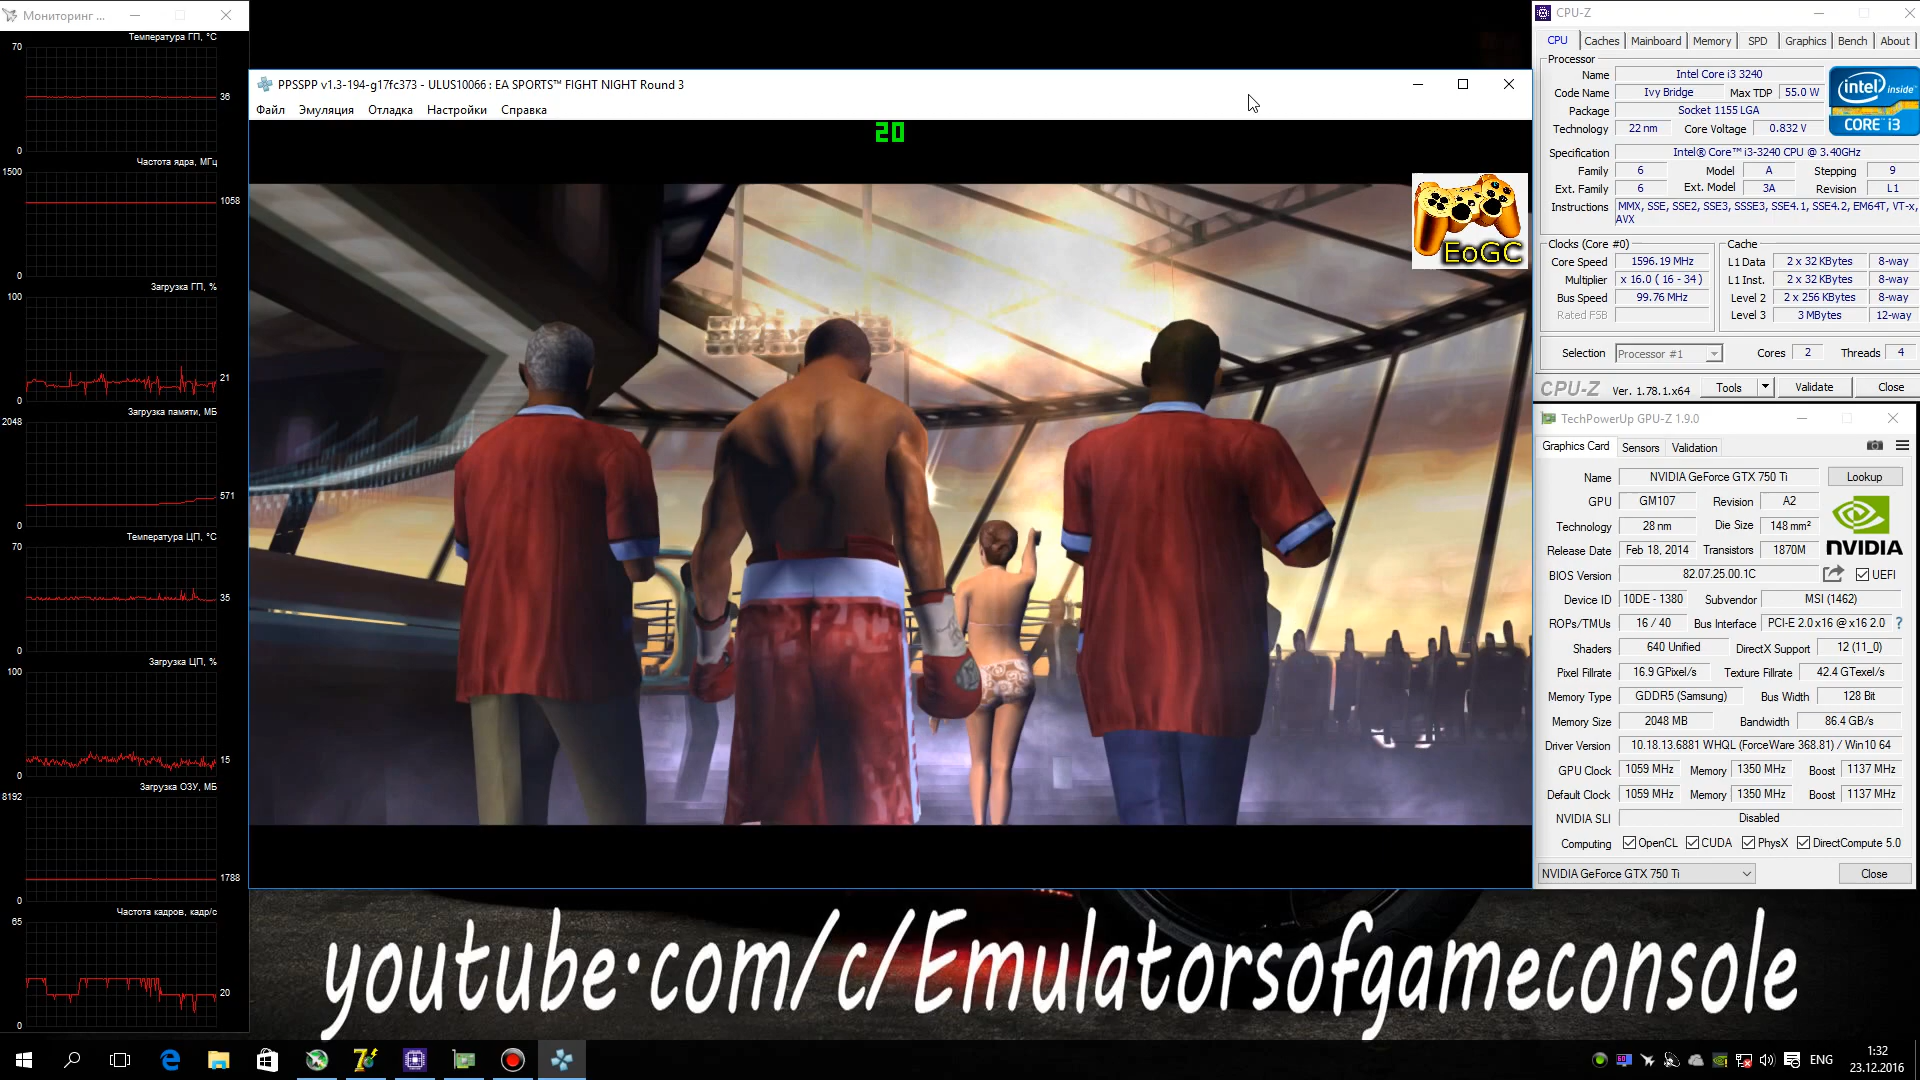 Мониторинг ...
Температура ГП, °C
70
36
0
Частота ядра, МГц
1500
1058
0
Загрузка ГП, %
100
21
0
Загрузка памяти, МБ
2048
571
0
Температура ЦП, °C
70
35
0
Загрузка ЦП, %
100
15
0
Загрузка ОЗУ, МБ
8192
1788
0
Частота кадров, кадр/с
65
20
0
PPSSPP v1.3-194-g17fc373 - ULUS10066 : EA SPORTS™ FIGHT NIGHT Round 3
Файл Эмуляция Отладка Настройки Справка
20
EoGC
CPU-Z
CPU Caches Mainboard Memory SPD Graphics Bench About
Processor
Name Intel Core i3 3240
Code Name Ivy Bridge Max TDP 55.0 W
Package Socket 1155 LGA
Technology 22 nm Core Voltage 0.832 V
intel inside™
CORE i3
Specification Intel® Core™ i3-3240 CPU @ 3.40GHz
Family 6 Model A Stepping 9
Ext. Family 6 Ext. Model 3A Revision L1
Instructions MMX, SSE, SSE2, SSE3, SSSE3, SSE4.1, SSE4.2, EM64T, VT-x,
AVX
Clocks (Core #0)
Core Speed 1596.19 MHz
Multiplier x 16.0 ( 16 - 34 )
Bus Speed 99.76 MHz
Rated FSB
Cache
L1 Data 2 x 32 KBytes 8-way
L1 Inst. 2 x 32 KBytes 8-way
Level 2 2 x 256 KBytes 8-way
Level 3 3 MBytes 12-way
Selection Processor #1 Cores 2 Threads 4
CPU-Z Ver. 1.78.1.x64 Tools Validate Close
TechPowerUp GPU-Z 1.9.0
Graphics Card Sensors Validation
Name NVIDIA GeForce GTX 750 Ti Lookup
GPU GM107 Revision A2
Technology 28 nm Die Size 148 mm²
Release Date Feb 18, 2014 Transistors 1870M
NVIDIA
BIOS Version 82.07.25.00.1C UEFI
Device ID 10DE - 1380 Subvendor MSI (1462)
ROPs/TMUs 16 / 40 Bus Interface PCI-E 2.0 x16 @ x16 2.0 ?
Shaders 640 Unified DirectX Support 12 (11_0)
Pixel Fillrate 16.9 GPixel/s Texture Fillrate 42.4 GTexel/s
Memory Type GDDR5 (Samsung) Bus Width 128 Bit
Memory Size 2048 MB Bandwidth 86.4 GB/s
Driver Version 10.18.13.6881 WHQL (ForceWare 368.81) / Win10 64
GPU Clock 1059 MHz Memory 1350 MHz Boost 1137 MHz
Default Clock 1059 MHz Memory 1350 MHz Boost 1137 MHz
NVIDIA SLI Disabled
Computing OpenCL CUDA PhysX DirectCompute 5.0
NVIDIA GeForce GTX 750 Ti Close
youtube.com/c/Emulatorsofgameconsole
60
ENG
1:32
23.12.2016